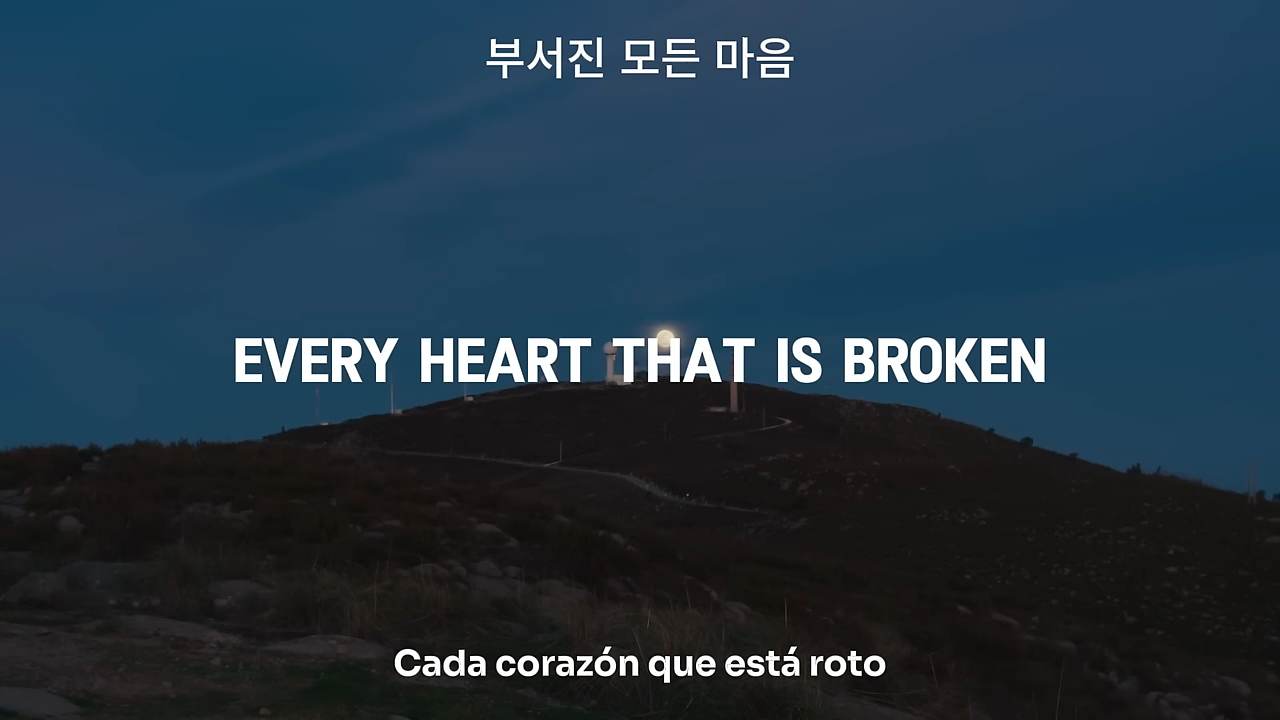 부서진 모든 마음
EVERY HEART THAT IS BROKEN
Cada corazón que está roto